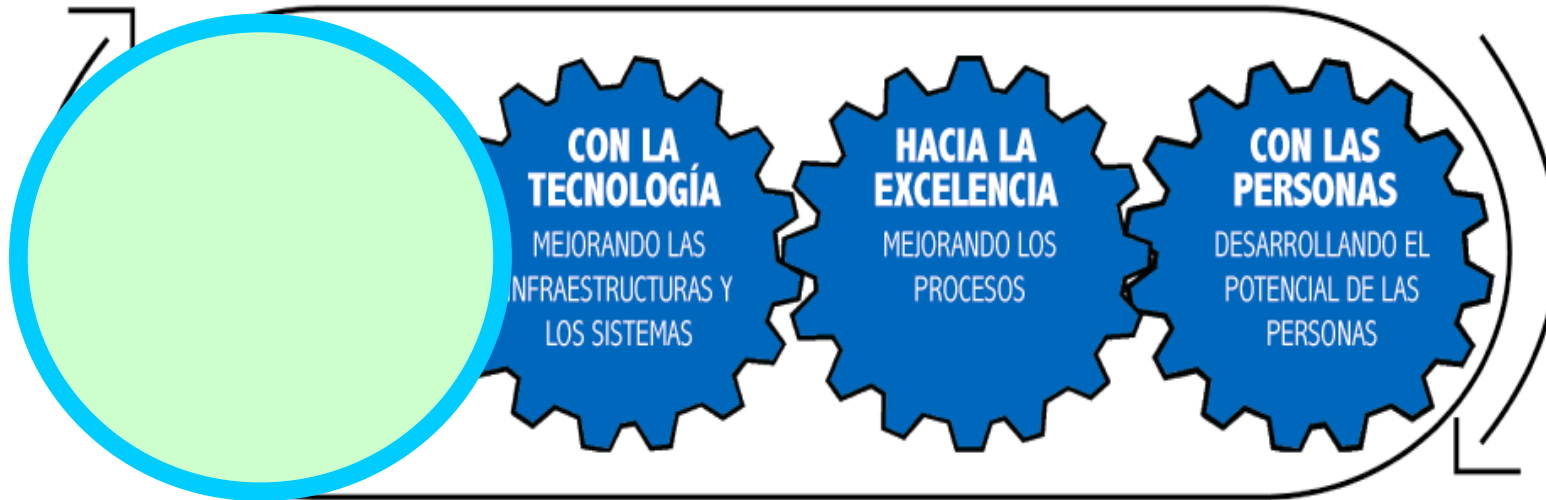 CON LA
TECNOLOGÍA
MEJORANDO LAS
INFRAESTRUCTURAS Y
LOS SISTEMAS
HACIA LA
EXCELENCIA
MEJORANDO LOS
PROCESOS
CON LAS
PERSONAS
DESARROLLANDO EL
POTENCIAL DE LAS
PERSONAS